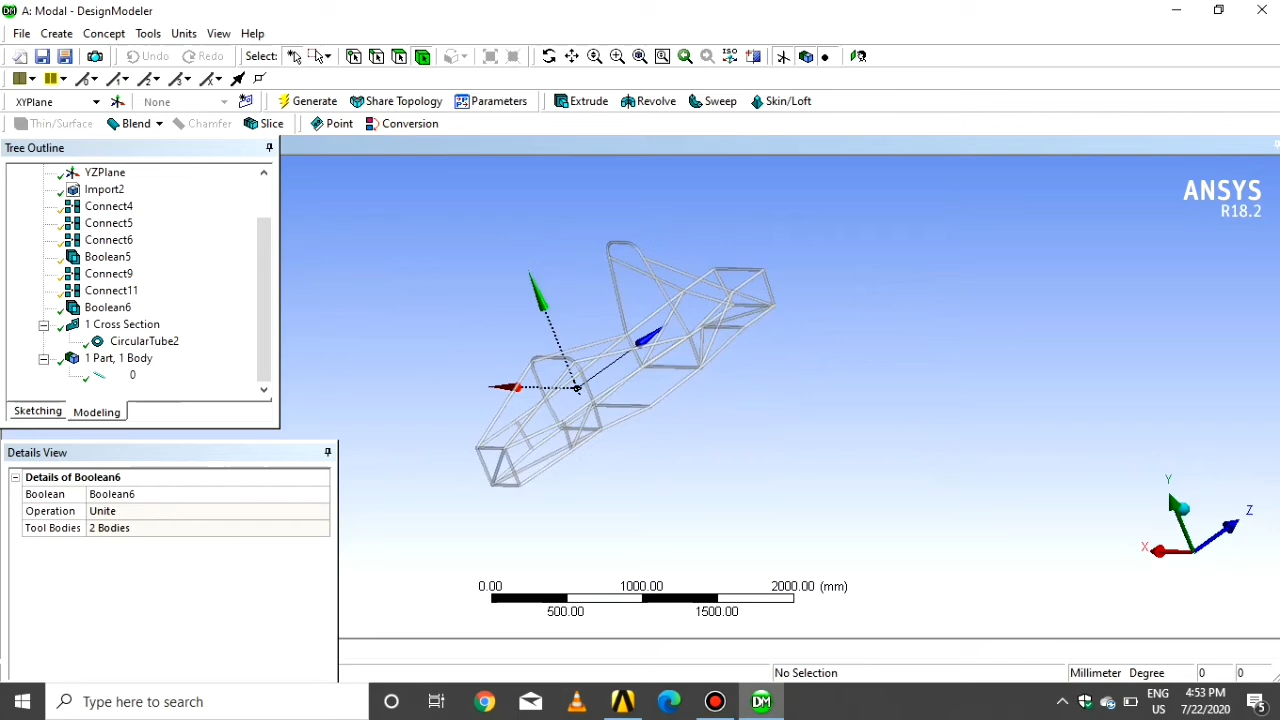 A: Modal - DesignModeler
File Create Concept Tools Units View Help
Undo Redo Select: ISO
XYPlane None Generate Share Topology Parameters Extrude Revolve Sweep Skin/Loft
Thin/Surface Blend Chamfer Slice Point Conversion
Tree Outline
YZPlane
Import2
Connect4
Connect5
Connect6
Boolean5
Connect9
Connect11
Boolean6
1 Cross Section
CircularTube2
1 Part, 1 Body
0
Sketching Modeling
Details View
Details of Boolean6
Boolean Boolean6
Operation Unite
Tool Bodies 2 Bodies
ANSYS
R18.2
Y
Z
X
0.00 1000.00 2000.00 (mm)
500.00 1500.00
No Selection Millimeter Degree 0 0
Type here to search
DM
ENG
US
4:53 PM
7/22/2020
5